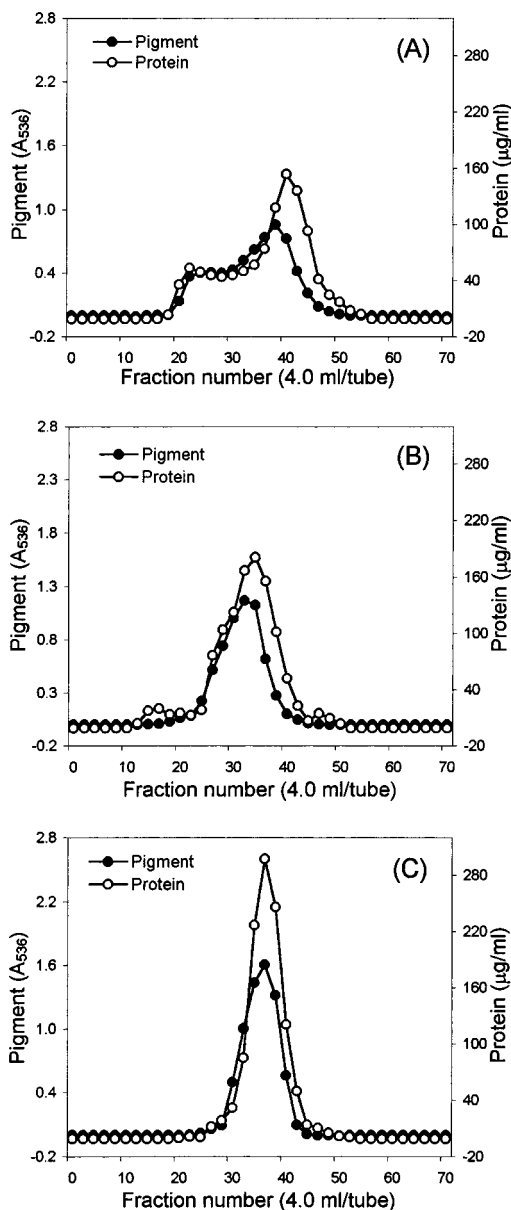 (A)
Pigment
Protein
Pigment (A536)
Protein (µg/ml)
2.8
2.2
1.6
1.0
0.4
-0.2
280
220
160
100
40
-20
0 10 20 30 40 50 60 70
Fraction number (4.0 ml/tube)
(B)
Pigment
Protein
Pigment (A536)
Protein (µg/ml)
2.8
2.3
1.8
1.3
0.8
0.3
-0.2
280
220
160
100
40
-20
0 10 20 30 40 50 60 70
Fraction number (4.0 ml/tube)
(C)
Pigment
Protein
Pigment (A536)
Protein (µg/ml)
2.8
2.2
1.6
1.0
0.4
-0.2
280
220
160
100
40
-20
0 10 20 30 40 50 60 70
Fraction number (4.0 ml/tube)